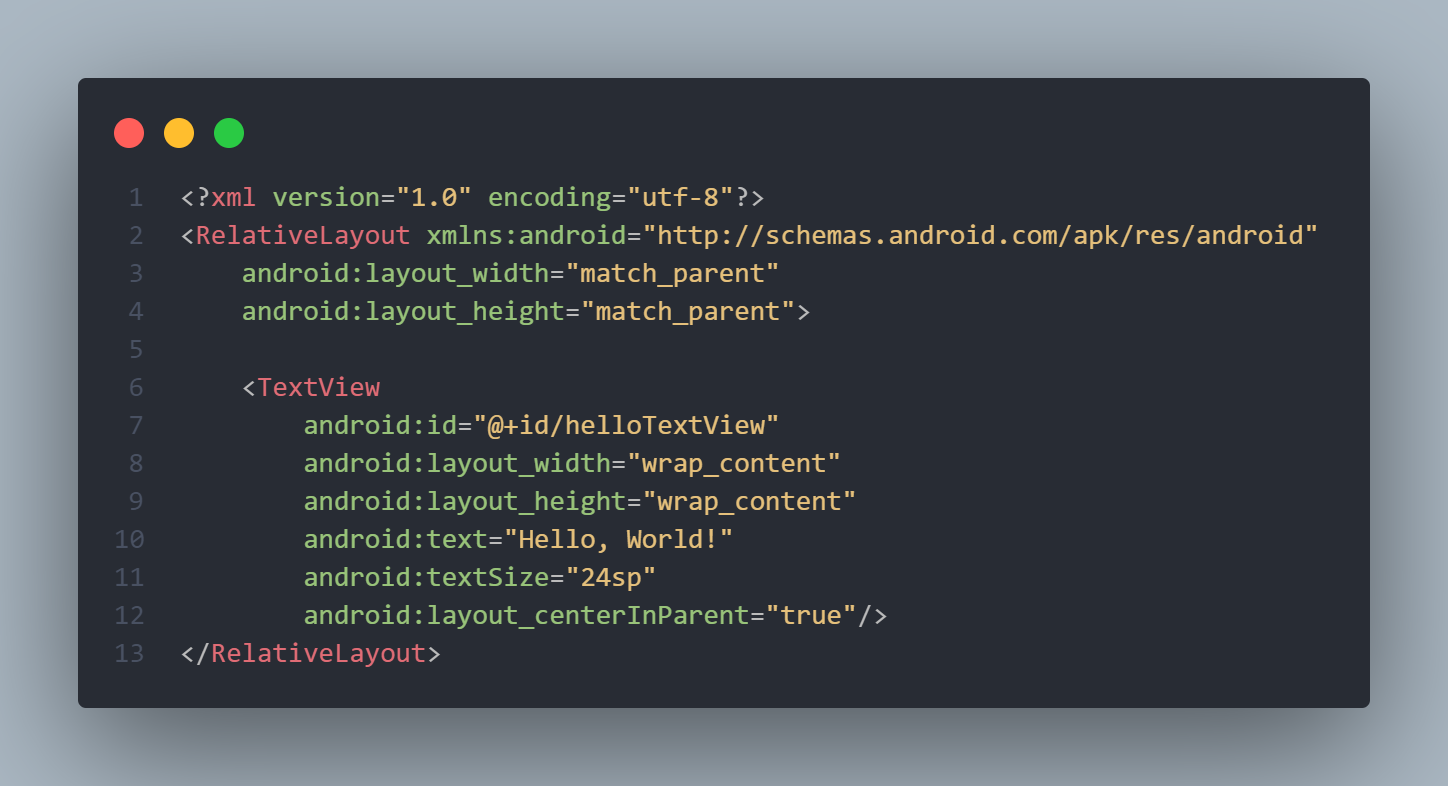 1 <?xml version="1.0" encoding="utf-8"?>
2 <RelativeLayout xmlns:android="http://schemas.android.com/apk/res/android"
3     android:layout_width="match_parent"
4     android:layout_height="match_parent">
5
6     <TextView
7         android:id="@+id/helloTextView"
8         android:layout_width="wrap_content"
9         android:layout_height="wrap_content"
10         android:text="Hello, World!"
11         android:textSize="24sp"
12         android:layout_centerInParent="true"/>
13 </RelativeLayout>